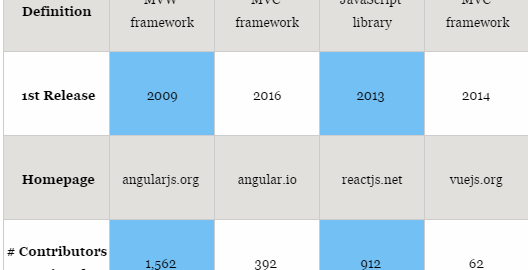 Definition MVW framework MVC framework JavaScript library MVC framework
1st Release 2009 2016 2013 2014
Homepage angularjs.org angular.io reactjs.net vuejs.org
# Contributors 1,562 392 912 62